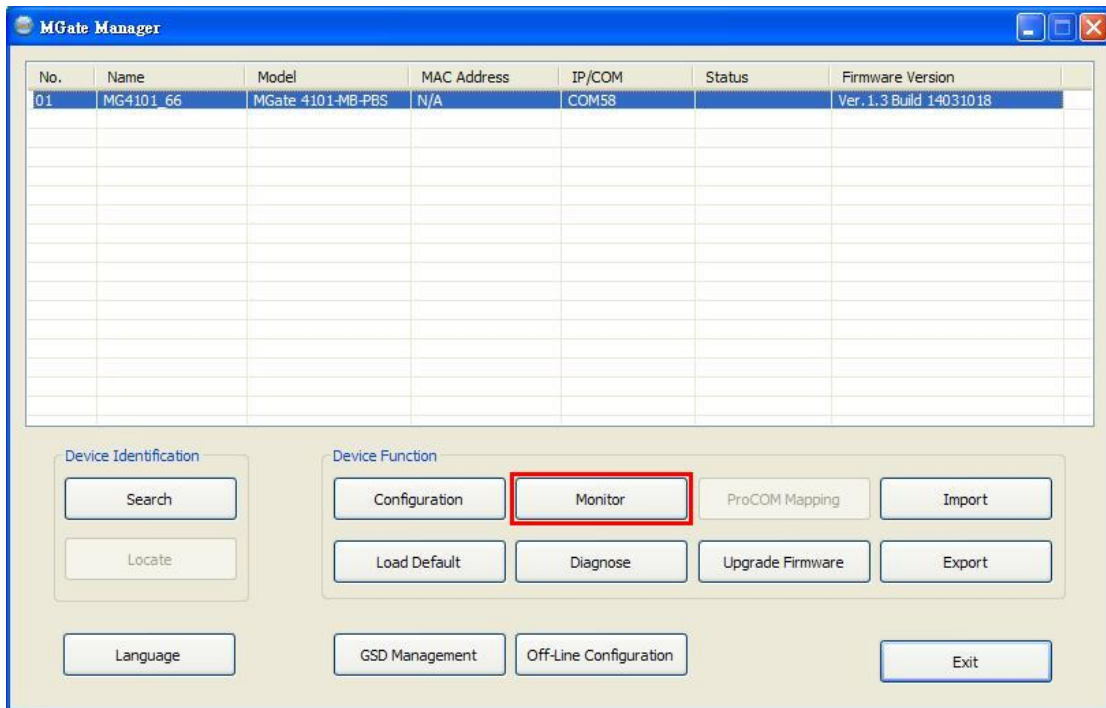 MGate Manager
No. Name Model MAC Address IP/COM Status Firmware Version
01 MG4101_66 MGate 4101-MB-PBS N/A COM58 Ver. 1.3 Build 14031018
Device Identification Device Function
Search Configuration Monitor ProCOM Mapping Import
Locate Load Default Diagnose Upgrade Firmware Export
Language GSD Management Off-Line Configuration Exit